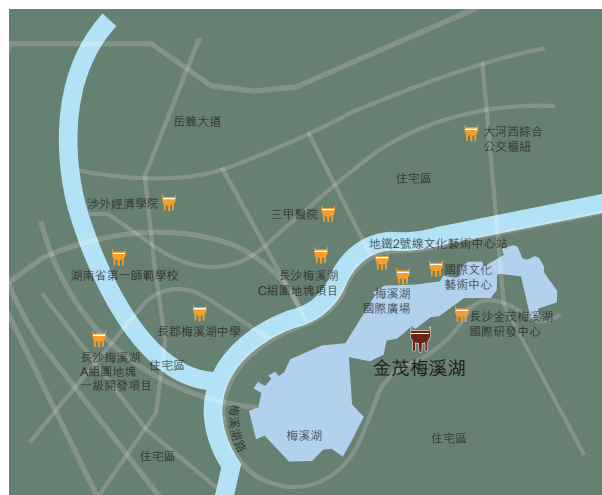 岳麓大道
大河西綜合
公交樞紐
住宅區
涉外經濟學院
三甲醫院
地鐵2號線文化藝術中心站
湖南省第一師範學校
長沙梅溪湖
C組團地塊項目
國際文化
藝術中心
梅溪湖
國際廣場
長沙金茂梅溪湖
國際研發中心
長郡梅溪湖中學
長沙梅溪湖
A組團地塊
一級開發項目
住宅區
金茂梅溪湖
梅溪湖路
梅溪湖
住宅區
住宅區